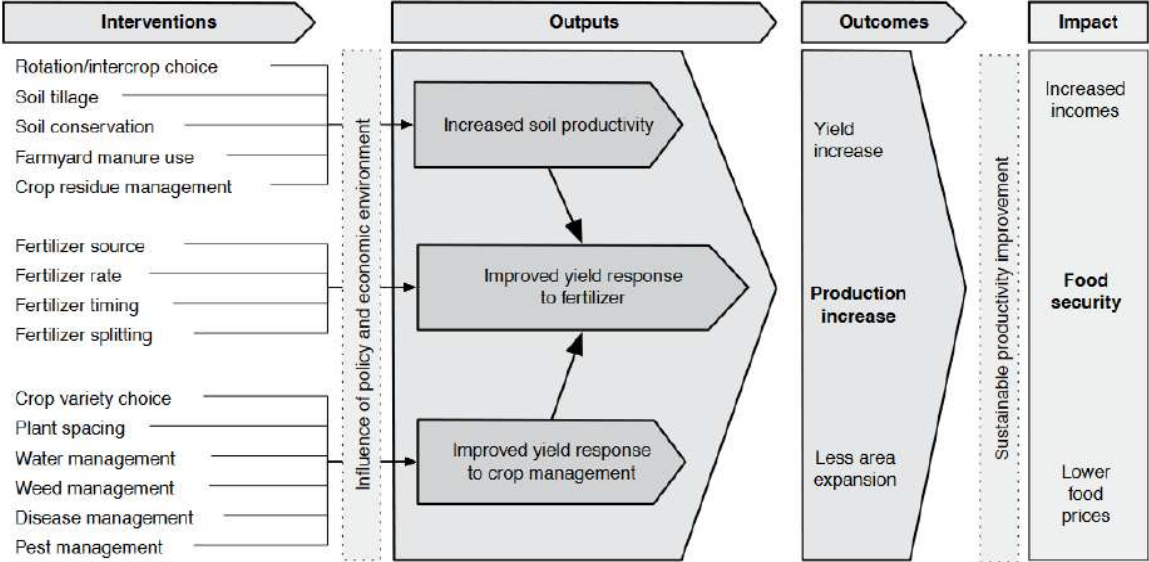 Interventions
Outputs
Outcomes
Impact
Rotation/intercrop choice
Soil tillage
Soil conservation
Farmyard manure use
Crop residue management
Fertilizer source
Fertilizer rate
Fertilizer timing
Fertilizer splitting
Crop variety choice
Plant spacing
Water management
Weed management
Disease management
Pest management
Influence of policy and economic environment
Increased soil productivity
Improved yield response
to fertilizer
Improved yield response
to crop management
Yield
increase
Production
increase
Less area
expansion
Sustainable productivity improvement
Increased
incomes
Food
security
Lower
food
prices